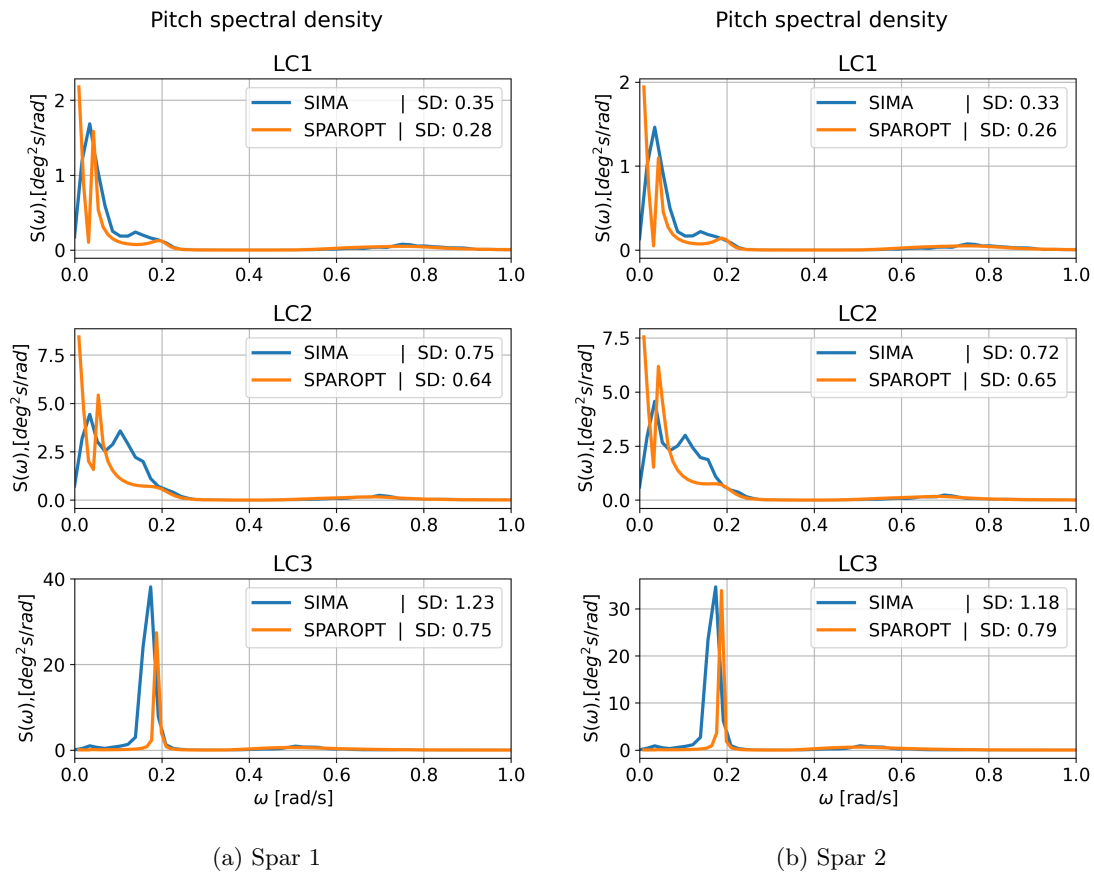 Pitch spectral density
LC1
S(ω),[deg²s/rad]
2
1
0
SIMA | SD: 0.35
SPAROPT | SD: 0.28
0.0 0.2 0.4 0.6 0.8 1.0
LC2
S(ω),[deg²s/rad]
7.5
5.0
2.5
0.0
SIMA | SD: 0.75
SPAROPT | SD: 0.64
0.0 0.2 0.4 0.6 0.8 1.0
LC3
S(ω),[deg²s/rad]
40
20
0
SIMA | SD: 1.23
SPAROPT | SD: 0.75
0.0 0.2 0.4 0.6 0.8 1.0
ω [rad/s]
(a) Spar 1
Pitch spectral density
LC1
S(ω),[deg²s/rad]
2
1
0
SIMA | SD: 0.33
SPAROPT | SD: 0.26
0.0 0.2 0.4 0.6 0.8 1.0
LC2
S(ω),[deg²s/rad]
7.5
5.0
2.5
0.0
SIMA | SD: 0.72
SPAROPT | SD: 0.65
0.0 0.2 0.4 0.6 0.8 1.0
LC3
S(ω),[deg²s/rad]
30
20
10
0
SIMA | SD: 1.18
SPAROPT | SD: 0.79
0.0 0.2 0.4 0.6 0.8 1.0
ω [rad/s]
(b) Spar 2